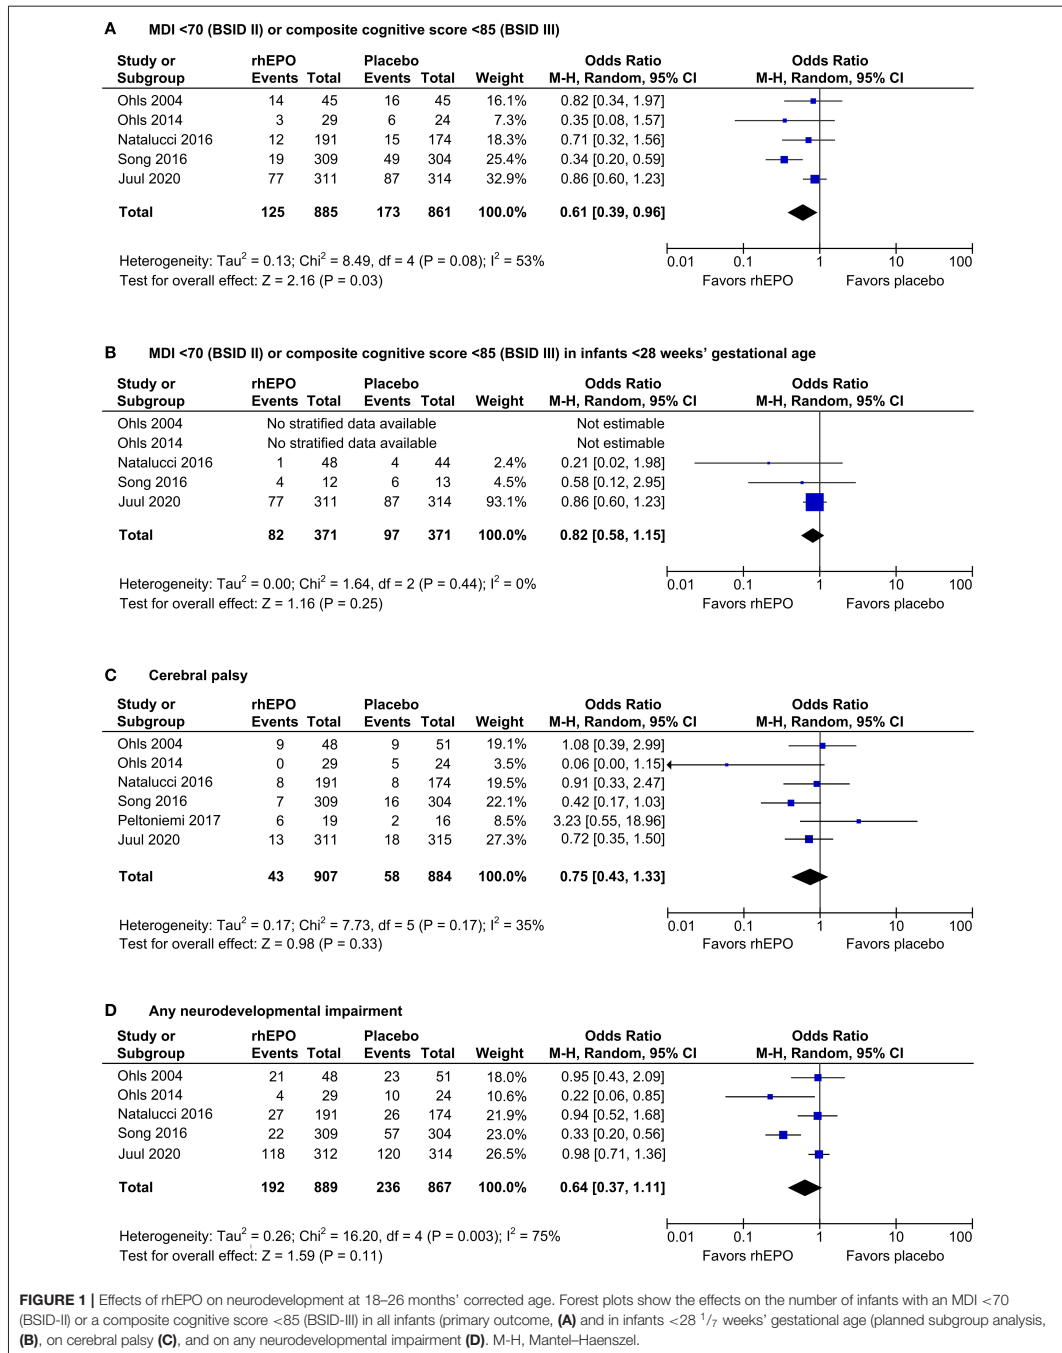 A MDI <70 (BSID II) or composite cognitive score <85 (BSID III)
Study or rhEPO Placebo Odds Ratio Odds Ratio
Subgroup Events Total Events Total Weight M-H, Random, 95% CI M-H, Random, 95% CI
Ohls 2004 14 45 16 45 16.1% 0.82 [0.34, 1.97]
Ohls 2014 3 29 6 24 7.3% 0.35 [0.08, 1.57]
Natalucci 2016 12 191 15 174 18.3% 0.71 [0.32, 1.56]
Song 2016 19 309 49 304 25.4% 0.34 [0.20, 0.59]
Juul 2020 77 311 87 314 32.9% 0.86 [0.60, 1.23]
Total 125 885 173 861 100.0% 0.61 [0.39, 0.96]
Heterogeneity: Tau² = 0.13; Chi² = 8.49, df = 4 (P = 0.08); I² = 53%
Test for overall effect: Z = 2.16 (P = 0.03)
0.01 0.1 1 10 100
Favors rhEPO Favors placebo
B MDI <70 (BSID II) or composite cognitive score <85 (BSID III) in infants <28 weeks' gestational age
Study or rhEPO Placebo Odds Ratio Odds Ratio
Subgroup Events Total Events Total Weight M-H, Random, 95% CI M-H, Random, 95% CI
Ohls 2004 No stratified data available Not estimable
Ohls 2014 No stratified data available Not estimable
Natalucci 2016 1 48 4 44 2.4% 0.21 [0.02, 1.98]
Song 2016 4 12 6 13 4.5% 0.58 [0.12, 2.95]
Juul 2020 77 311 87 314 93.1% 0.86 [0.60, 1.23]
Total 82 371 97 371 100.0% 0.82 [0.58, 1.15]
Heterogeneity: Tau² = 0.00; Chi² = 1.64, df = 2 (P = 0.44); I² = 0%
Test for overall effect: Z = 1.16 (P = 0.25)
0.01 0.1 1 10 100
Favors rhEPO Favors placebo
C Cerebral palsy
Study or rhEPO Placebo Odds Ratio Odds Ratio
Subgroup Events Total Events Total Weight M-H, Random, 95% CI M-H, Random, 95% CI
Ohls 2004 9 48 9 51 19.1% 1.08 [0.39, 2.99]
Ohls 2014 0 29 5 24 3.5% 0.06 [0.00, 1.15]
Natalucci 2016 8 191 8 174 19.5% 0.91 [0.33, 2.47]
Song 2016 7 309 16 304 22.1% 0.42 [0.17, 1.03]
Peltoniemi 2017 6 19 2 16 8.5% 3.23 [0.55, 18.96]
Juul 2020 13 311 18 315 27.3% 0.72 [0.35, 1.50]
Total 43 907 58 884 100.0% 0.75 [0.43, 1.33]
Heterogeneity: Tau² = 0.17; Chi² = 7.73, df = 5 (P = 0.17); I² = 35%
Test for overall effect: Z = 0.98 (P = 0.33)
0.01 0.1 1 10 100
Favors rhEPO Favors placebo
D Any neurodevelopmental impairment
Study or rhEPO Placebo Odds Ratio Odds Ratio
Subgroup Events Total Events Total Weight M-H, Random, 95% CI M-H, Random, 95% CI
Ohls 2004 21 48 23 51 18.0% 0.95 [0.43, 2.09]
Ohls 2014 4 29 10 24 10.6% 0.22 [0.06, 0.85]
Natalucci 2016 27 191 26 174 21.9% 0.94 [0.52, 1.68]
Song 2016 22 309 57 304 23.0% 0.33 [0.20, 0.56]
Juul 2020 118 312 120 314 26.5% 0.98 [0.71, 1.36]
Total 192 889 236 867 100.0% 0.64 [0.37, 1.11]
Heterogeneity: Tau² = 0.26; Chi² = 16.20, df = 4 (P = 0.003); I² = 75%
Test for overall effect: Z = 1.59 (P = 0.11)
0.01 0.1 1 10 100
Favors rhEPO Favors placebo
FIGURE 1 | Effects of rhEPO on neurodevelopment at 18–26 months' corrected age. Forest plots show the effects on the number of infants with an MDI <70
(BSID-II) or a composite cognitive score <85 (BSID-III) in all infants (primary outcome, (A) and in infants <28 1/7 weeks' gestational age (planned subgroup analysis,
(B), on cerebral palsy (C), and on any neurodevelopmental impairment (D). M-H, Mantel–Haenszel.